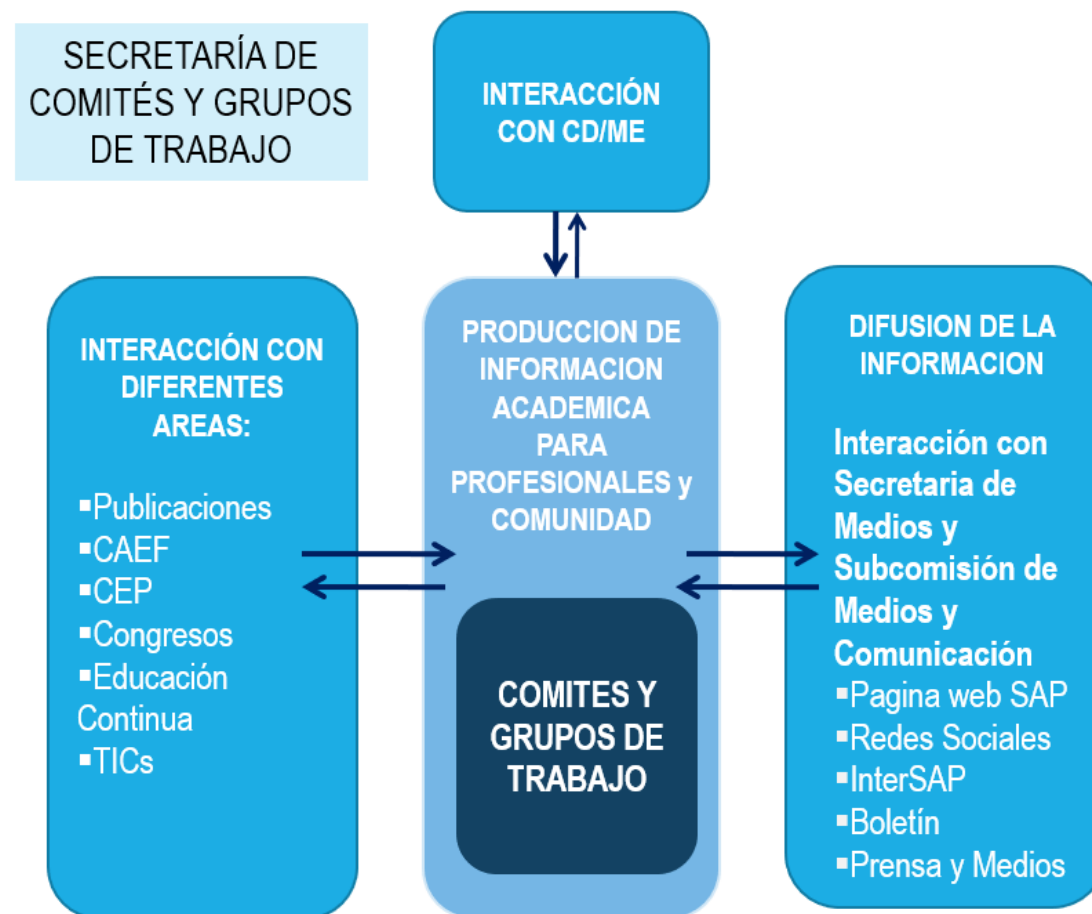 SECRETARÍA DE
COMITÉS Y GRUPOS
DE TRABAJO
INTERACCIÓN
CON CD/ME
INTERACCIÓN CON
DIFERENTES
AREAS:
▪Publicaciones
▪CAEF
▪CEP
▪Congresos
▪Educación
Continua
▪TICs
PRODUCCION DE
INFORMACION
ACADEMICA
PARA
PROFESIONALES y
COMUNIDAD
COMITES Y
GRUPOS DE
TRABAJO
DIFUSION DE LA
INFORMACION
Interacción con
Secretaria de
Medios y
Subcomisión de
Medios y
Comunicación
▪Pagina web SAP
▪Redes Sociales
▪InterSAP
▪Boletín
▪Prensa y Medios